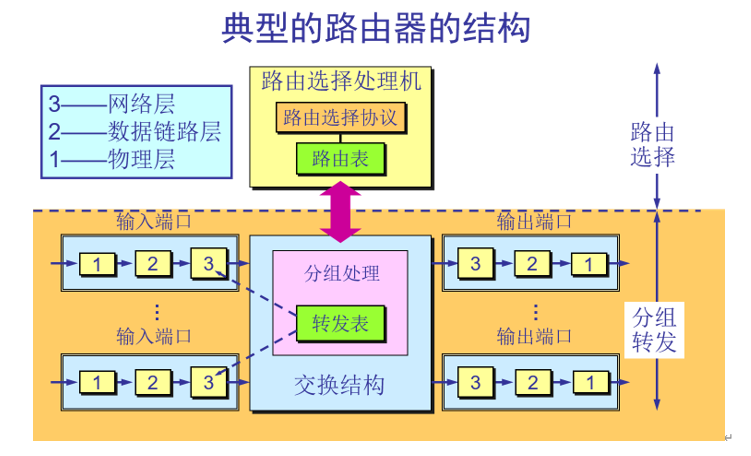 典型的路由器的结构
3——网络层
2——数据链路层
1——物理层
路由选择处理机
路由选择协议
路由表
路由
选择
输入端口
输出端口
1 2 3
3 2 1
分组处理
转发表
⋮
⋮
分组
转发
输入端口
输出端口
1 2 3
3 2 1
交换结构